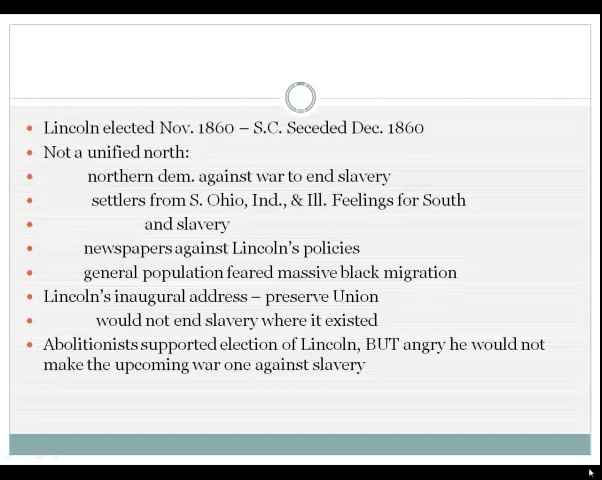 Lincoln elected Nov. 1860 – S.C. Seceded Dec. 1860
Not a unified north:
northern dem. against war to end slavery
settlers from S. Ohio, Ind., & Ill. Feelings for South
and slavery
newspapers against Lincoln's policies
general population feared massive black migration
Lincoln's inaugural address – preserve Union
would not end slavery where it existed
Abolitionists supported election of Lincoln, BUT angry he would not
make the upcoming war one against slavery